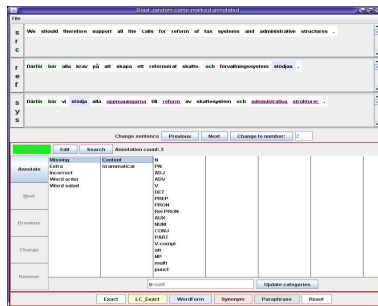 Blast_random-comp-marked-annotated
File
src We should therefore support all the calls for reform of tax systems and administrative structures .
ref Därför bör alla krav på att skapa ett reformerat skatte- och förvaltningssystem stödjas .
sys Därför bör vi stödja alla uppmaningarna till reform av skattesystem och administrativa strukturer .
Change sentence Previous Next Change to number: 2
Edit Search Annotation count: 3
Annotate
Next
Previous
Change
Remove
Missing
Extra
Incorrect
Word order
Word salad
Content
Grammatical
N
PN
ADJ
ADV
V
DET
PREP
PRON
Rel PRON
AUX
NUM
CONJ
PART
V-compl
att
NP
multi
punct
Update categories
Exact LC_Exact WordForm Synonym Paraphrase Reset